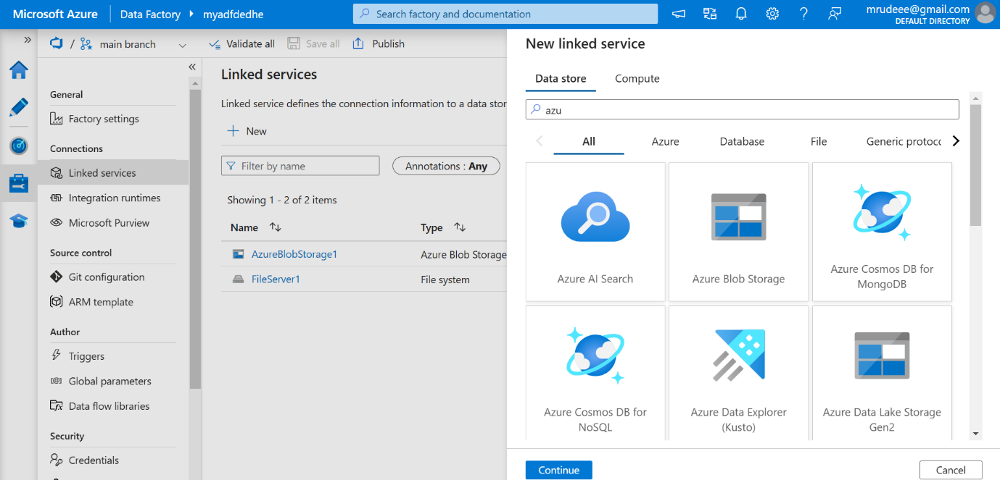 Microsoft Azure
Data Factory
myadfdedhe
Search factory and documentation
mrudeee@gmail.com
DEFAULT DIRECTORY
/
main branch
Validate all
Save all
Publish
General
Factory settings
Connections
Linked services
Integration runtimes
Microsoft Purview
Source control
Git configuration
ARM template
Author
Triggers
Global parameters
Data flow libraries
Security
Credentials
Linked services
Linked service defines the connection information to a data stor
New
Filter by name
Annotations : Any
Showing 1 - 2 of 2 items
Name
Type
AzureBlobStorage1
Azure Blob Storage
FileServer1
File system
New linked service
Data store
Compute
azu
All
Azure
Database
File
Generic protoc
Azure AI Search
Azure Blob Storage
Azure Cosmos DB for
MongoDB
Azure Cosmos DB for
NoSQL
Azure Data Explorer
(Kusto)
Azure Data Lake Storage
Gen2
Continue
Cancel